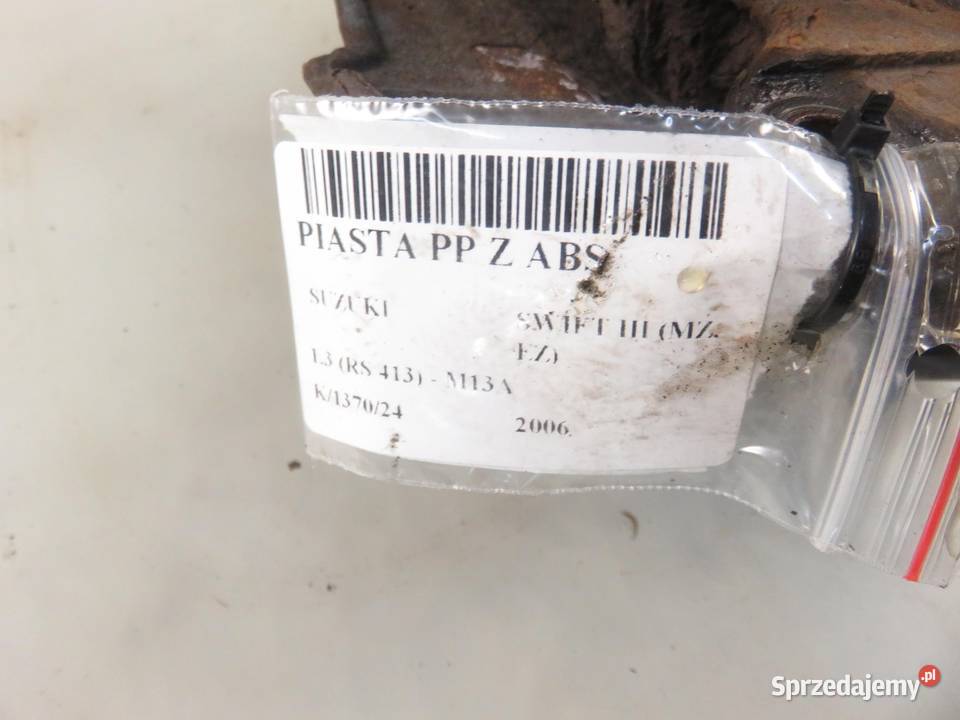 PIASTA PP Z ABS
SUZUKI
SWIFT III (MZ,
EZ)
1.3 (RS 413) - M13A
K/1370/24
2006.
Sprzedajemy.pl